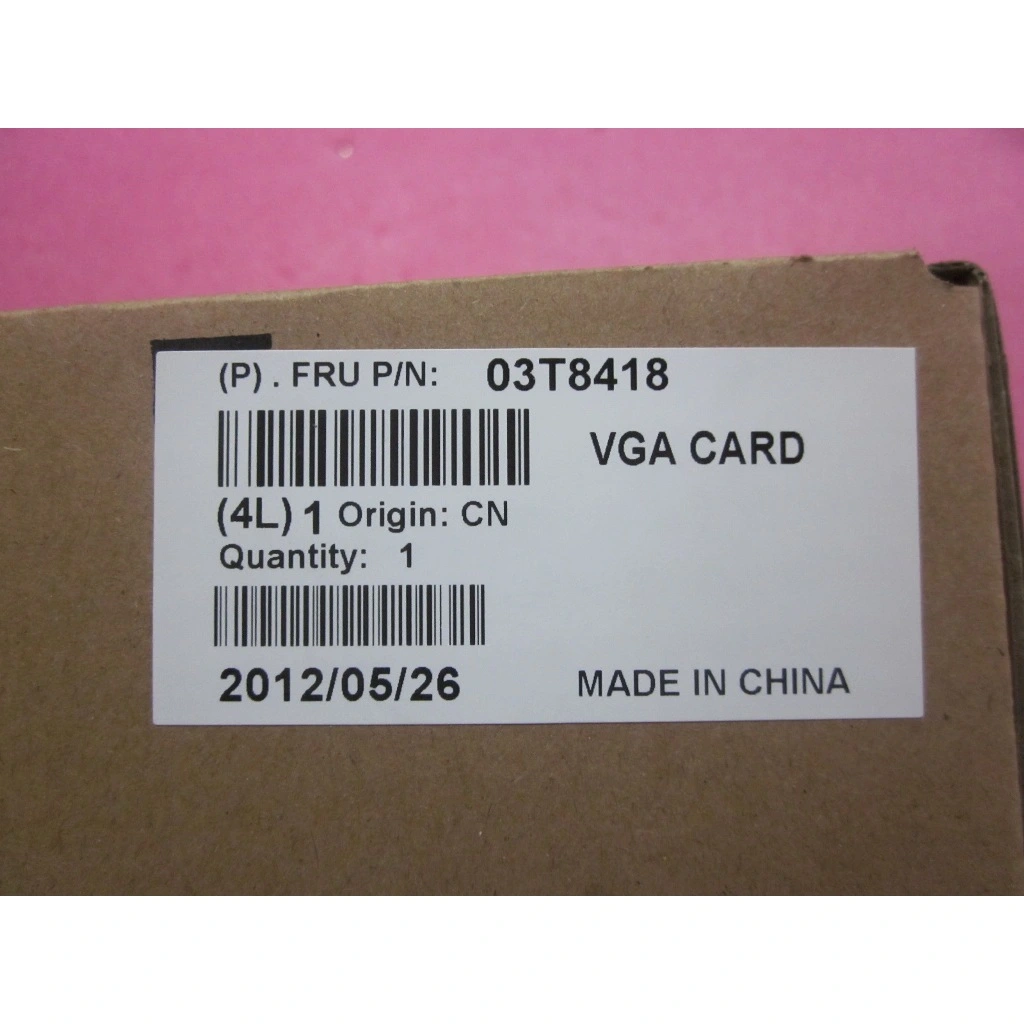 (P) . FRU P/N: 03T8418
VGA CARD
(4L) 1 Origin: CN
Quantity: 1
2012/05/26
MADE IN CHINA